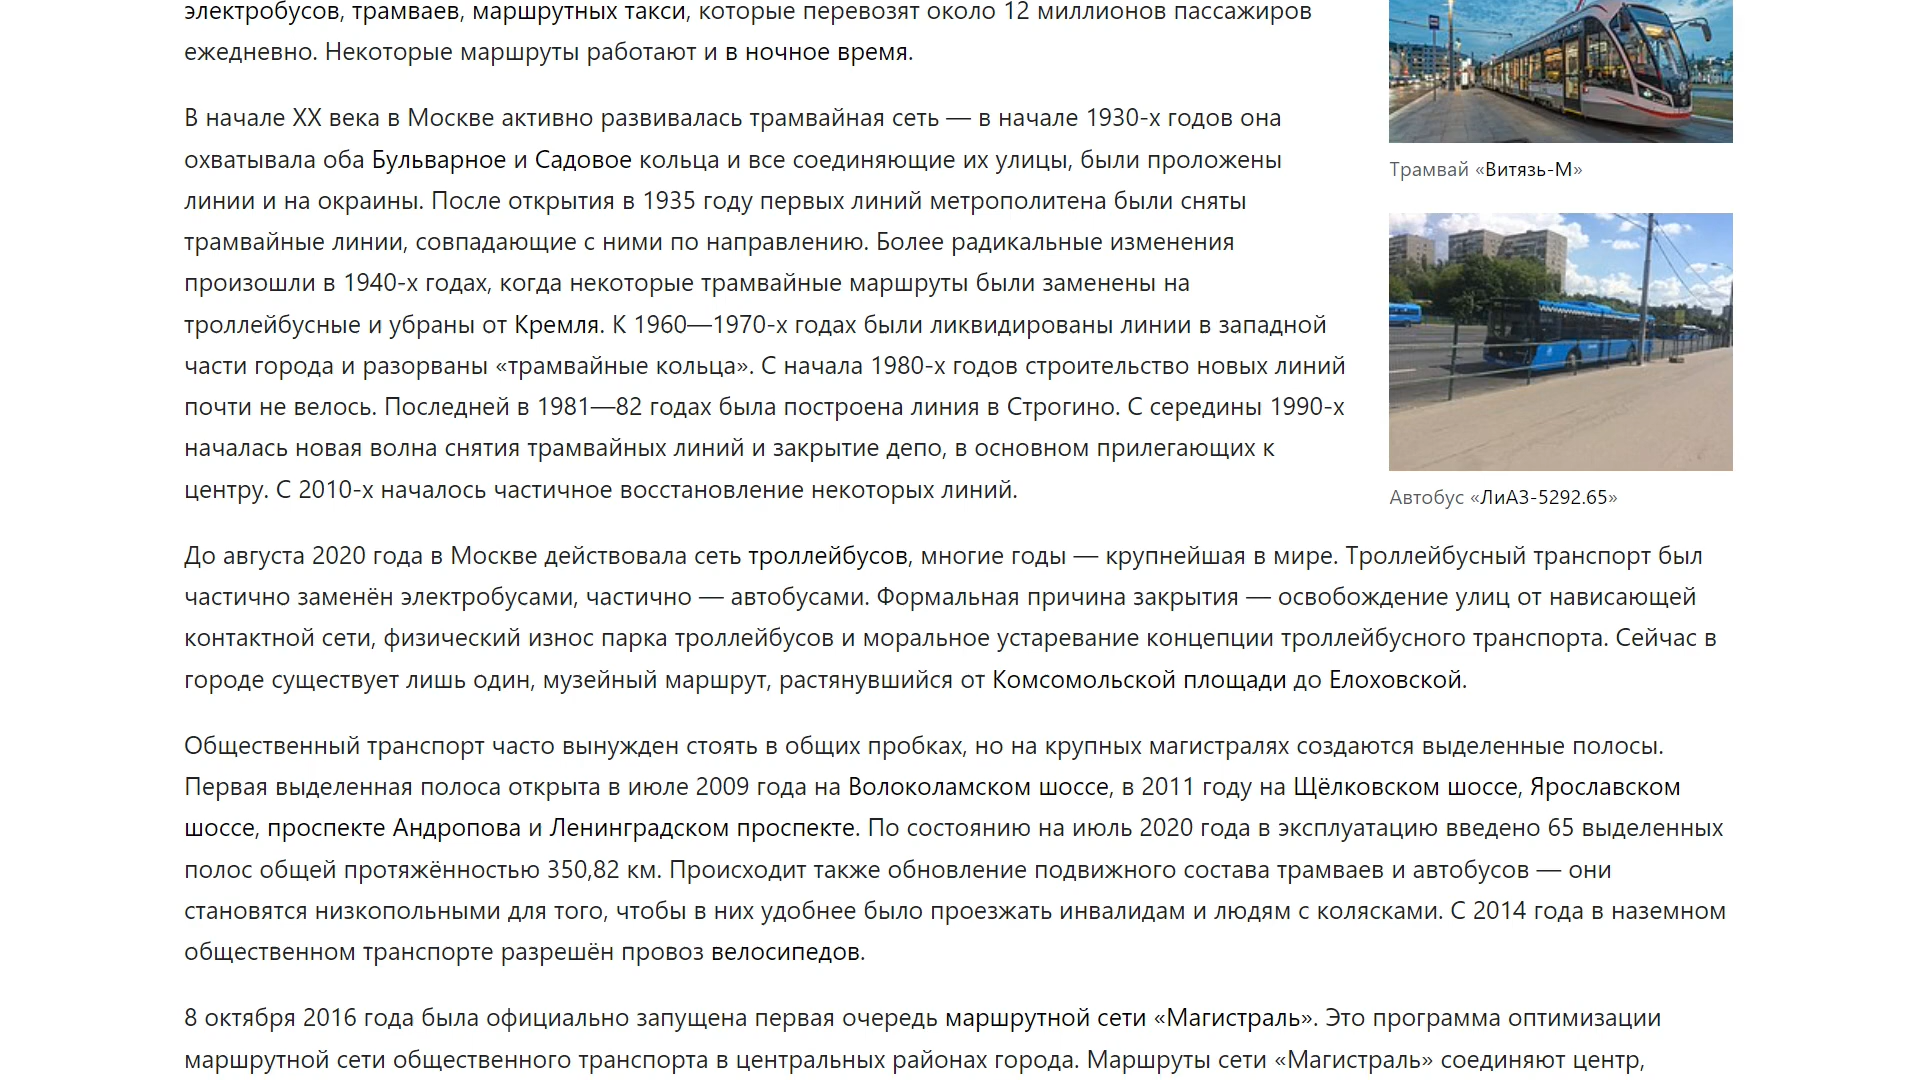 электробусов, трамваев, маршрутных такси, которые перевозят около 12 миллионов пассажиров
ежедневно. Некоторые маршруты работают и в ночное время.
В начале XX века в Москве активно развивалась трамвайная сеть — в начале 1930-х годов она
охватывала оба Бульварное и Садовое кольца и все соединяющие их улицы, были проложены
линии и на окраины. После открытия в 1935 году первых линий метрополитена были сняты
трамвайные линии, совпадающие с ними по направлению. Более радикальные изменения
произошли в 1940-х годах, когда некоторые трамвайные маршруты были заменены на
троллейбусные и убраны от Кремля. К 1960—1970-х годах были ликвидированы линии в западной
части города и разорваны «трамвайные кольца». С начала 1980-х годов строительство новых линий
почти не велось. Последней в 1981—82 годах была построена линия в Строгино. С середины 1990-х
началась новая волна снятия трамвайных линий и закрытие депо, в основном прилегающих к
центру. С 2010-х началось частичное восстановление некоторых линий.
Трамвай «Витязь-М»
Автобус «ЛиАЗ-5292.65»
До августа 2020 года в Москве действовала сеть троллейбусов, многие годы — крупнейшая в мире. Троллейбусный транспорт был
частично заменён электробусами, частично — автобусами. Формальная причина закрытия — освобождение улиц от нависающей
контактной сети, физический износ парка троллейбусов и моральное устаревание концепции троллейбусного транспорта. Сейчас в
городе существует лишь один, музейный маршрут, растянувшийся от Комсомольской площади до Елоховской.
Общественный транспорт часто вынужден стоять в общих пробках, но на крупных магистралях создаются выделенные полосы.
Первая выделенная полоса открыта в июле 2009 года на Волоколамском шоссе, в 2011 году на Щёлковском шоссе, Ярославском
шоссе, проспекте Андропова и Ленинградском проспекте. По состоянию на июль 2020 года в эксплуатацию введено 65 выделенных
полос общей протяжённостью 350,82 км. Происходит также обновление подвижного состава трамваев и автобусов — они
становятся низкопольными для того, чтобы в них удобнее было проезжать инвалидам и людям с колясками. С 2014 года в наземном
общественном транспорте разрешён провоз велосипедов.
8 октября 2016 года была официально запущена первая очередь маршрутной сети «Магистраль». Это программа оптимизации
маршрутной сети общественного транспорта в центральных районах города. Маршруты сети «Магистраль» соединяют центр,